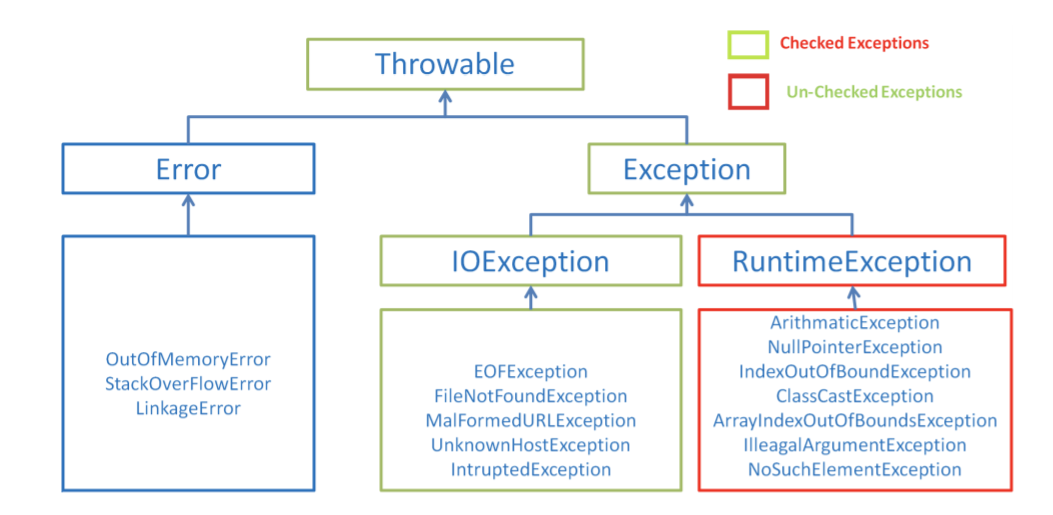 Throwable
Checked Exceptions
Un-Checked Exceptions
Error
Exception
IOException
RuntimeException
OutOfMemoryError
StackOverFlowError
LinkageError
EOFException
FileNotFoundException
MalFormedURLException
UnknownHostException
IntruptedException
ArithmaticException
NullPointerException
IndexOutOfBoundException
ClassCastException
ArrayIndexOutOfBoundsException
IlleagalArgumentException
NoSuchElementException